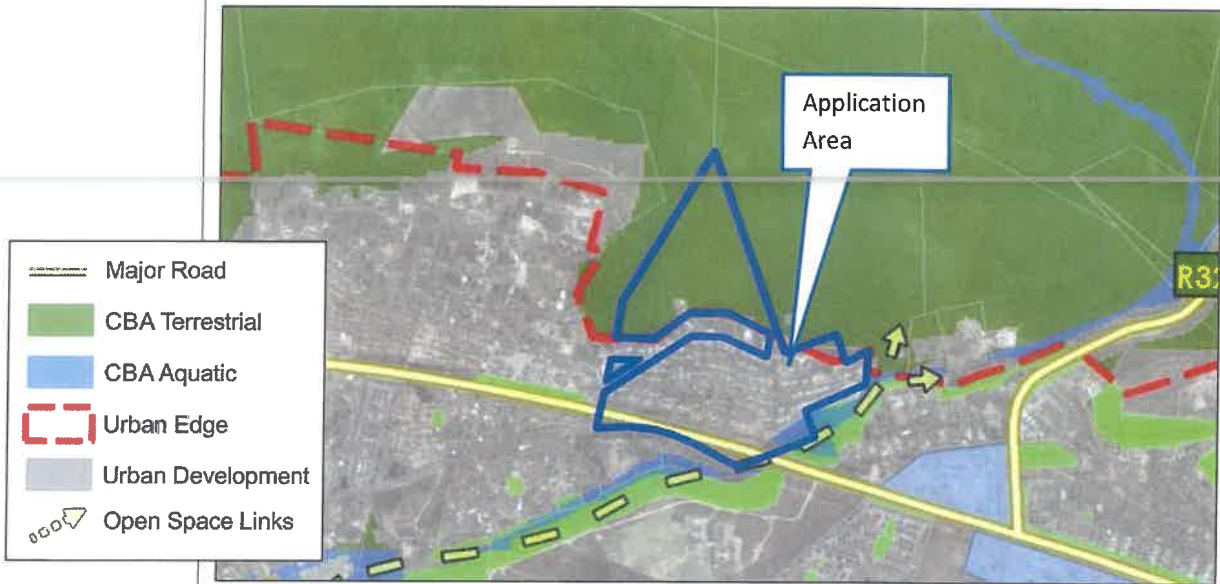 Application
Area
Major Road
CBA Terrestrial
CBA Aquatic
Urban Edge
Urban Development
Open Space Links